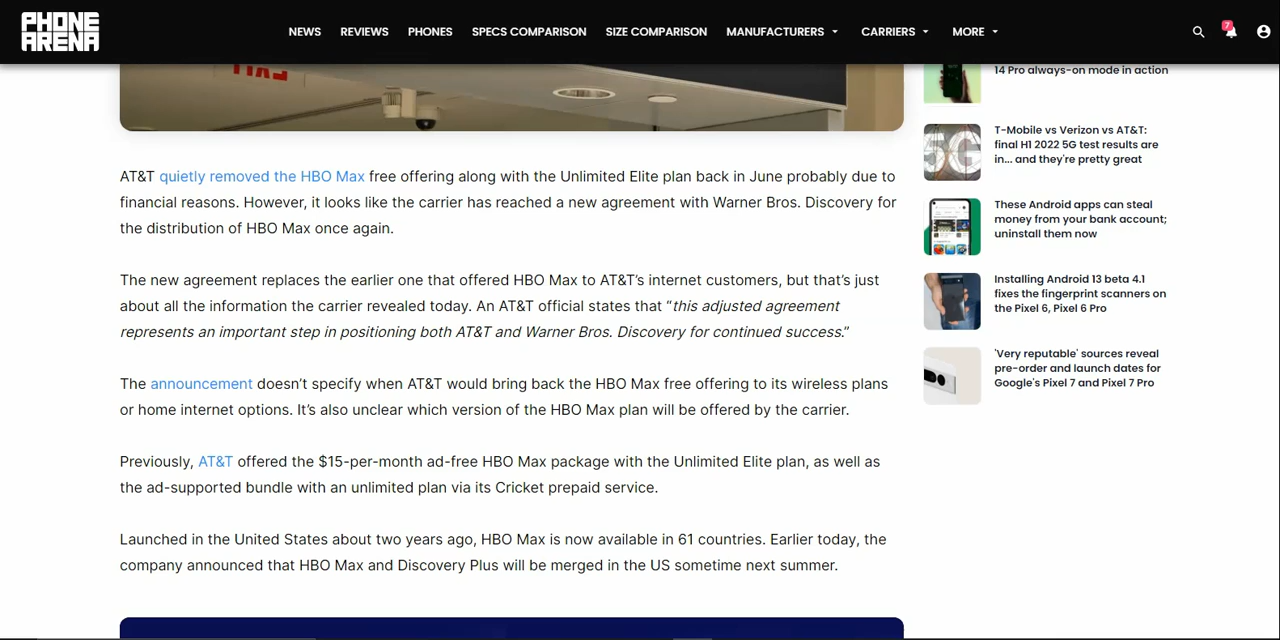 PHONE
ARENA
NEWS
REVIEWS
PHONES
SPECS COMPARISON
SIZE COMPARISON
MANUFACTURERS
CARRIERS
MORE
7
AT&T quietly removed the HBO Max free offering along with the Unlimited Elite plan back in June probably due to
financial reasons. However, it looks like the carrier has reached a new agreement with Warner Bros. Discovery for
the distribution of HBO Max once again.
The new agreement replaces the earlier one that offered HBO Max to AT&T’s internet customers, but that’s just
about all the information the carrier revealed today. An AT&T official states that “this adjusted agreement
represents an important step in positioning both AT&T and Warner Bros. Discovery for continued success.”
The announcement doesn’t specify when AT&T would bring back the HBO Max free offering to its wireless plans
or home internet options. It’s also unclear which version of the HBO Max plan will be offered by the carrier.
Previously, AT&T offered the $15-per-month ad-free HBO Max package with the Unlimited Elite plan, as well as
the ad-supported bundle with an unlimited plan via its Cricket prepaid service.
Launched in the United States about two years ago, HBO Max is now available in 61 countries. Earlier today, the
company announced that HBO Max and Discovery Plus will be merged in the US sometime next summer.
14 Pro always-on mode in action
5G
T-Mobile vs Verizon vs AT&T:
final H1 2022 5G test results are
in... and they're pretty great
These Android apps can steal
money from your bank account;
uninstall them now
Installing Android 13 beta 4.1
fixes the fingerprint scanners on
the Pixel 6, Pixel 6 Pro
'Very reputable' sources reveal
pre-order and launch dates for
Google's Pixel 7 and Pixel 7 Pro